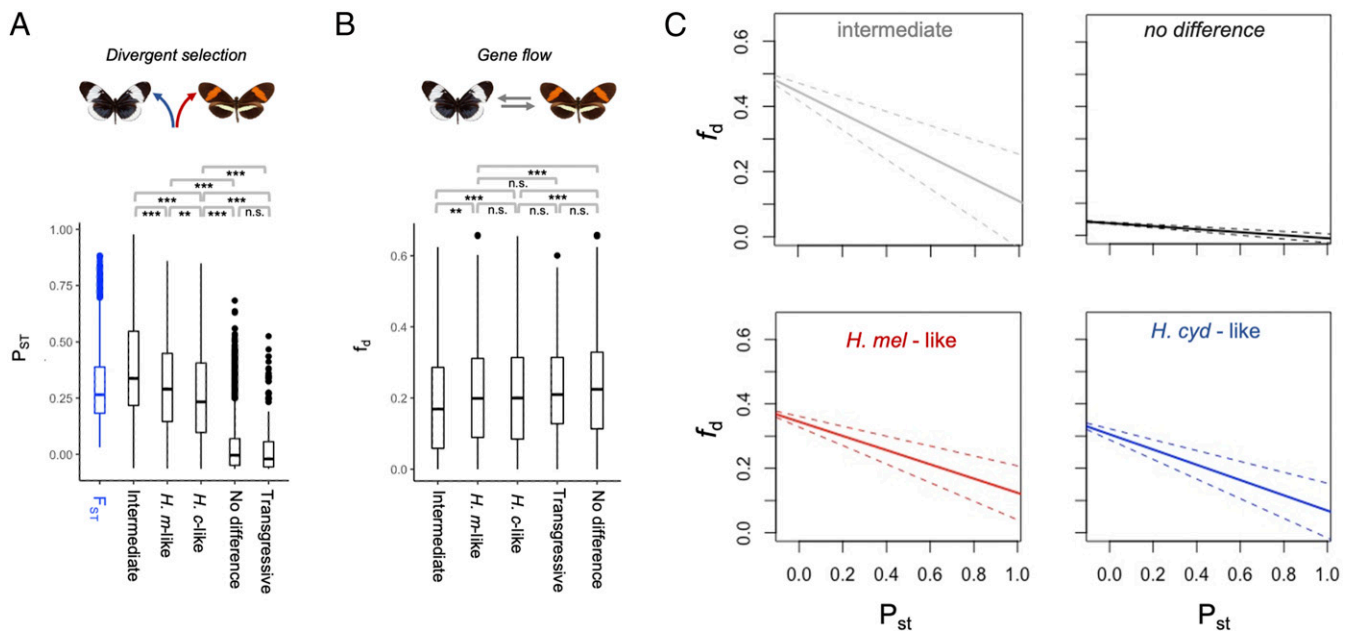 A
Divergent selection
***
***
n.s.
*** ***
*** ** *** n.s.
1.00
0.75
0.50
0.25
0.00
PST
FST
Intermediate
H. m-like
H. c-like
No difference
Transgressive
B
Gene flow
***
n.s.
*** ***
** n.s. n.s. n.s.
0.6
0.4
0.2
0.0
fd
Intermediate
H. m-like
H. c-like
Transgressive
No difference
C
intermediate
no difference
0.6
0.4
0.2
0.0
fd
H. mel - like
H. cyd - like
0.6
0.4
0.2
0.0
fd
0.0 0.2 0.4 0.6 0.8 1.0
0.0 0.2 0.4 0.6 0.8 1.0
Pst
Pst